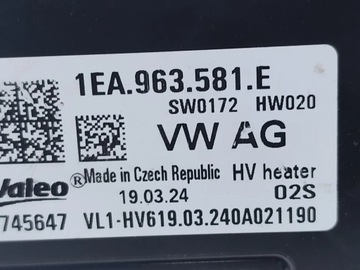 1EA.963.581.E
SW0172 HW020
VW AG
Valeo® Made in Czech Republic HV heater
19.03.24 02S
745647 VL1-HV619.03.240A021190